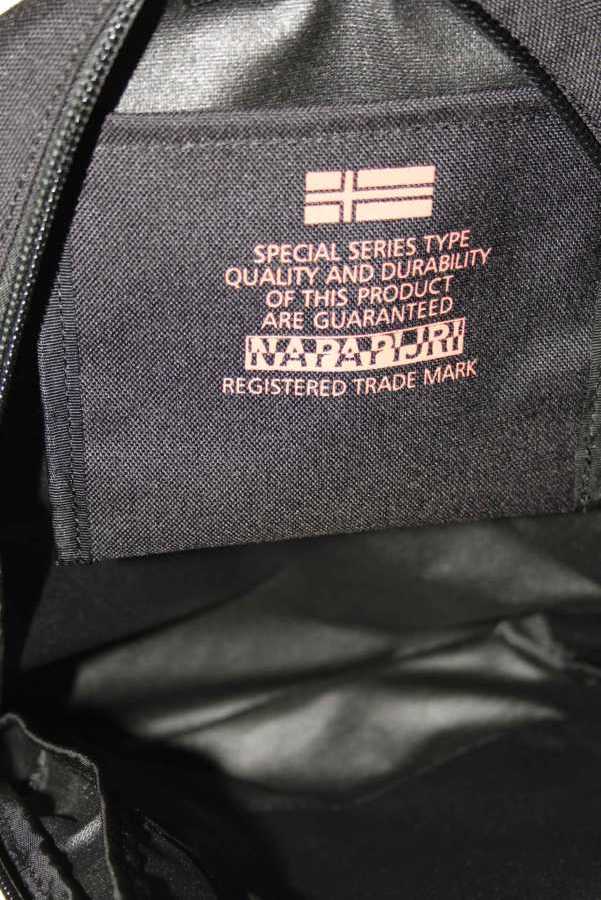 SPECIAL SERIES TYPE
QUALITY AND DURABILITY
OF THIS PRODUCT
ARE GUARANTEED
NAPAPIJRI
REGISTERED TRADE MARK